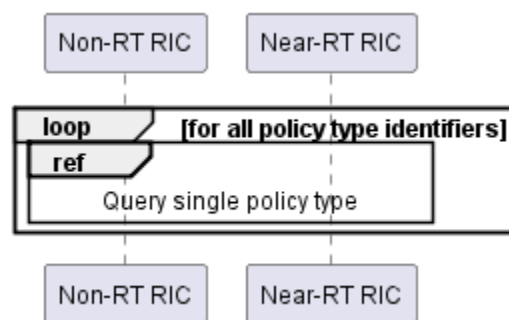 Non-RT RIC Near-RT RIC
loop [for all policy type identifiers]
ref
Query single policy type
Non-RT RIC Near-RT RIC